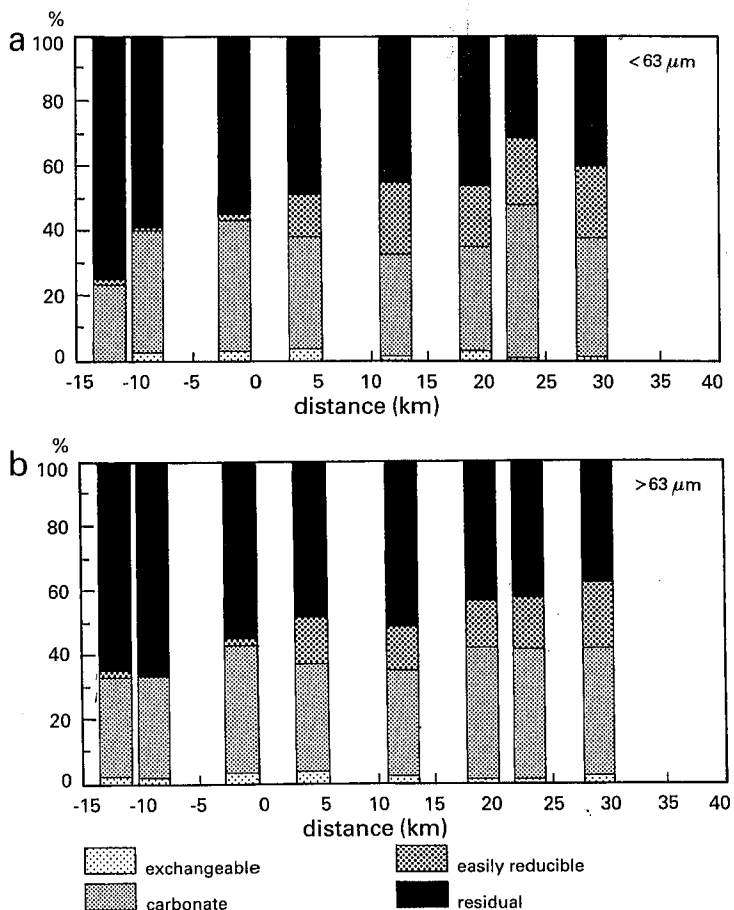 %
a
100
<63 μm
80
60
40
20
0
-15 -10 -5 0 5 10 15 20 25 30 35 40
distance (km)
%
b
100
>63 μm
80
60
40
20
0
-15 -10 -5 0 5 10 15 20 25 30 35 40
distance (km)
exchangeable
easily reducible
carbonate
residual